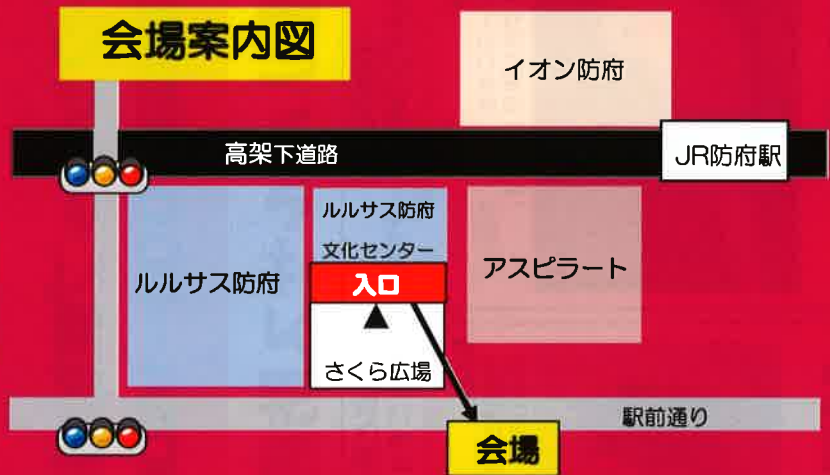 会場案内図
イオン防府
高架下道路
JR防府駅
ルルサス防府
文化センター
ルルサス防府
入口
アスピラート
さくら広場
駅前通り
会場